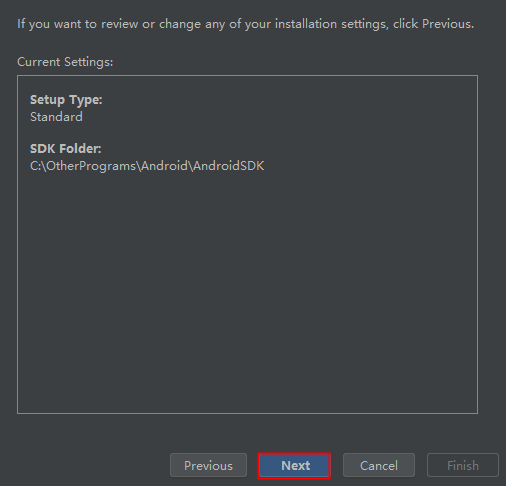 If you want to review or change any of your installation settings, click Previous.
Current Settings:
Setup Type:
Standard
SDK Folder:
C:\OtherPrograms\Android\AndroidSDK
Previous Next Cancel Finish